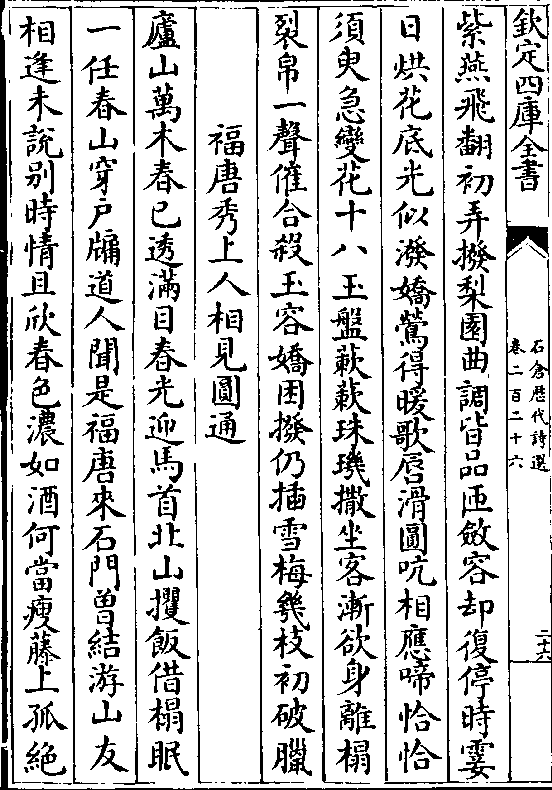 欽定四庫全書
石倉歷代詩選
卷二百二十六
二十六
紫燕飛翻初弄撥梨園曲調皆品匝斂容却復停時霎
日烘花底光似潑嬌鶯得暖歌唇滑圓吭相應啼恰恰
須臾急變花十八玉盤蔌蔌珠璣撒坐客漸欲身離榻
裂帛一聲催合殺玉容嬌困撥仍插雪梅幾枝初破臘
福唐秀上人相見圓通
廬山萬木春已透滿目春光迎馬首北山攫飯借榻眠
一任春山穿戶牖道人聞是福唐來石門曾結游山友
相逢未說别時情且欣春色濃如酒何當瘦藤上孤絶